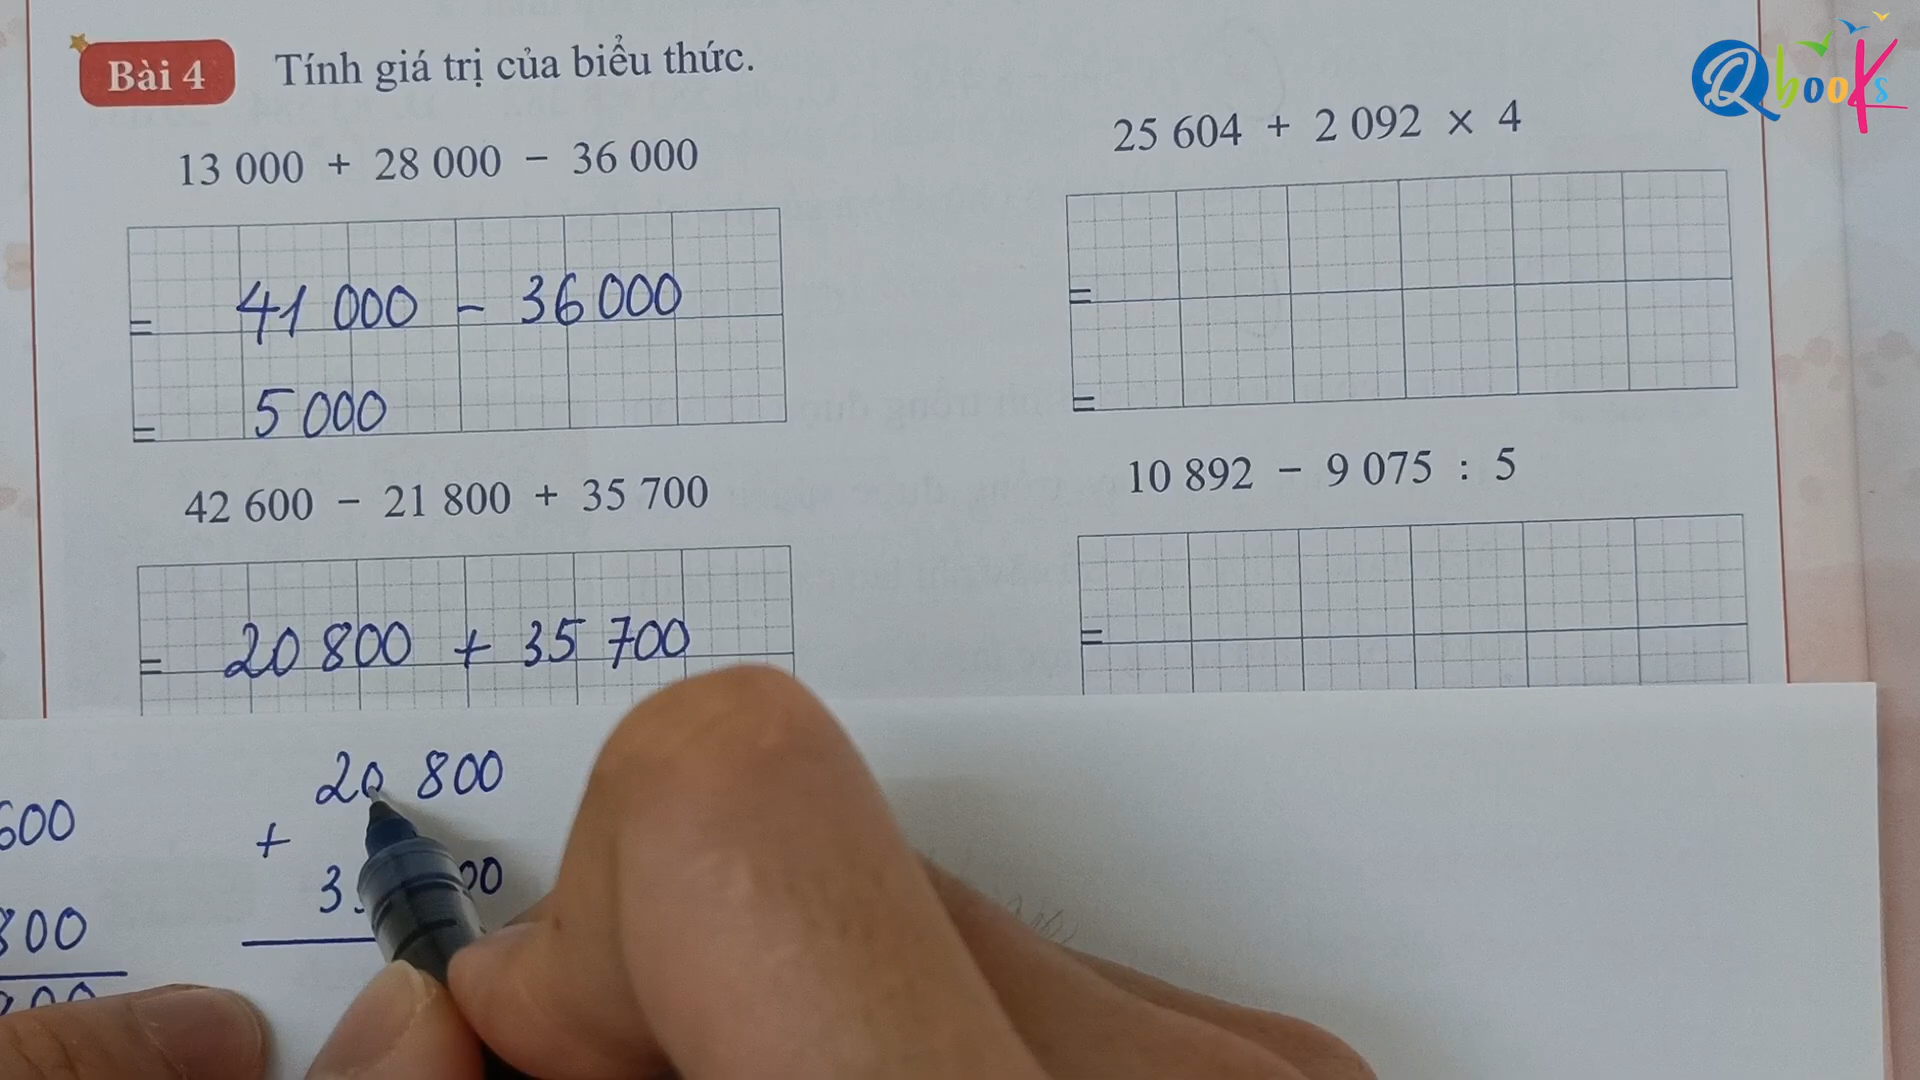 Qbooks
Bài 4 Tính giá trị của biểu thức.
13 000 + 28 000 − 36 000
= 41 000 − 36 000
= 5 000
42 600 − 21 800 + 35 700
= 20 800 + 35 700
25 604 + 2 092 × 4
=
=
10 892 − 9 075 : 5
=
600
800
20 800
+
3
00